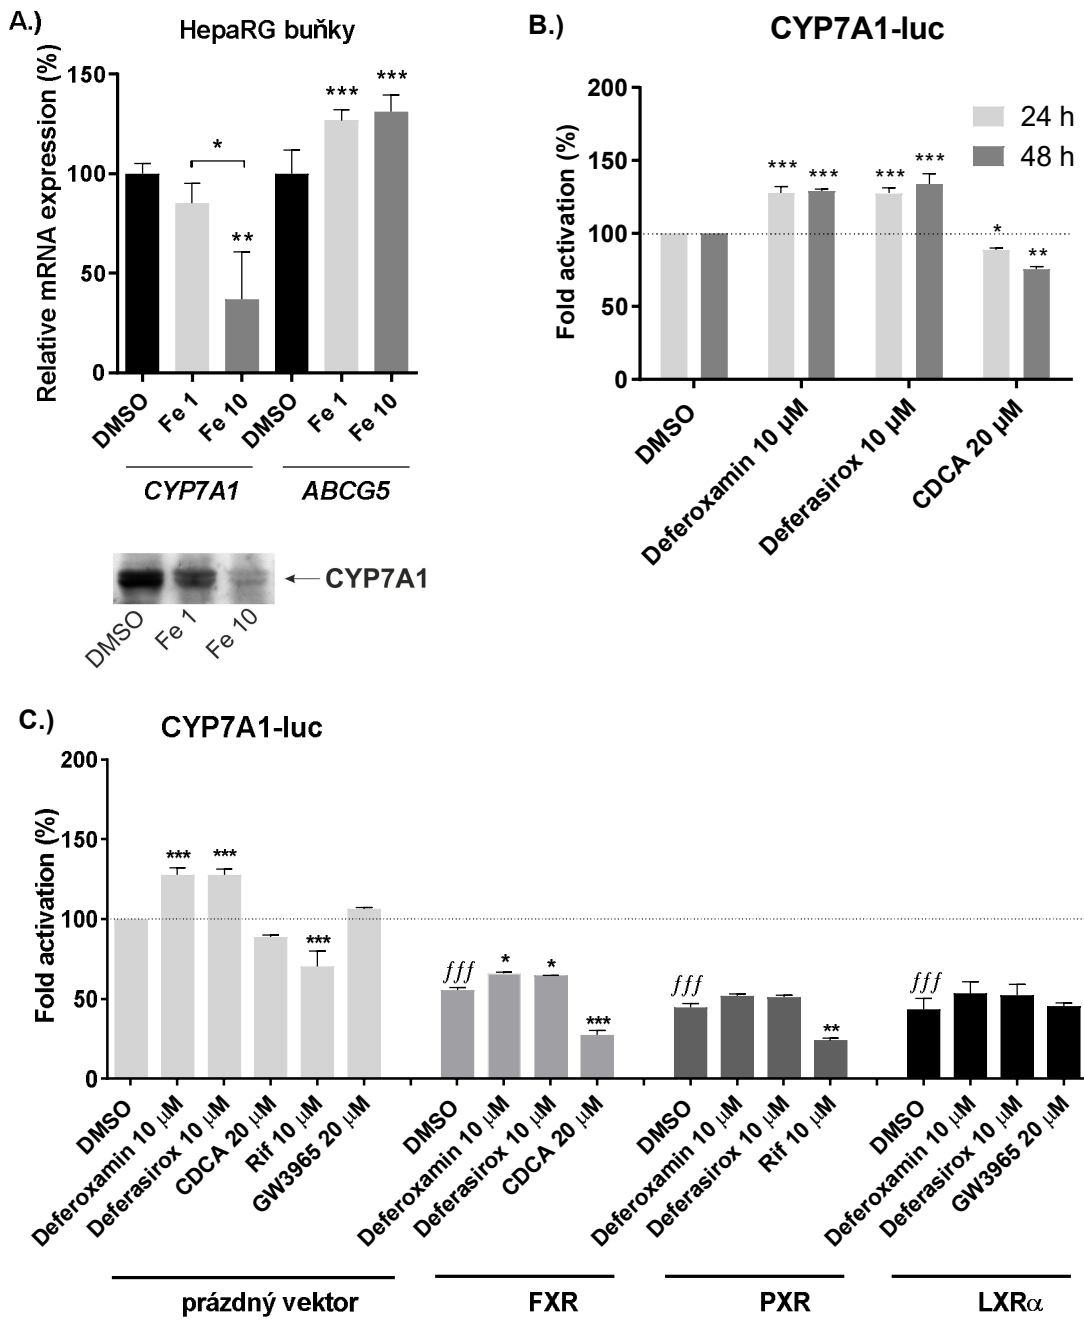 A.)
HepaRG buňky
Relative mRNA expression (%)
150
100
50
0
***
***
*
**
DMSO
Fe 1
Fe 10
DMSO
Fe 1
Fe 10
CYP7A1
ABCG5
CYP7A1
DMSO
Fe 1
Fe 10
B.)
CYP7A1-luc
Fold activation (%)
200
150
100
50
0
24 h
48 h
***
***
***
***
*
**
DMSO
Deferoxamin 10 µM
Deferasirox 10 µM
CDCA 20 µM
C.)
CYP7A1-luc
Fold activation (%)
200
150
100
50
0
***
***
***
fff
*
*
***
fff
**
fff
DMSO
Deferoxamin 10 µM
Deferasirox 10 µM
CDCA 20 µM
Rif 10 µM
GW3965 20 µM
DMSO
Deferoxamin 10 µM
Deferasirox 10 µM
CDCA 20 µM
DMSO
Deferoxamin 10 µM
Deferasirox 10 µM
Rif 10 µM
DMSO
Deferoxamin 10 µM
Deferasirox 10 µM
GW3965 20 µM
prázdný vektor
FXR
PXR
LXRα